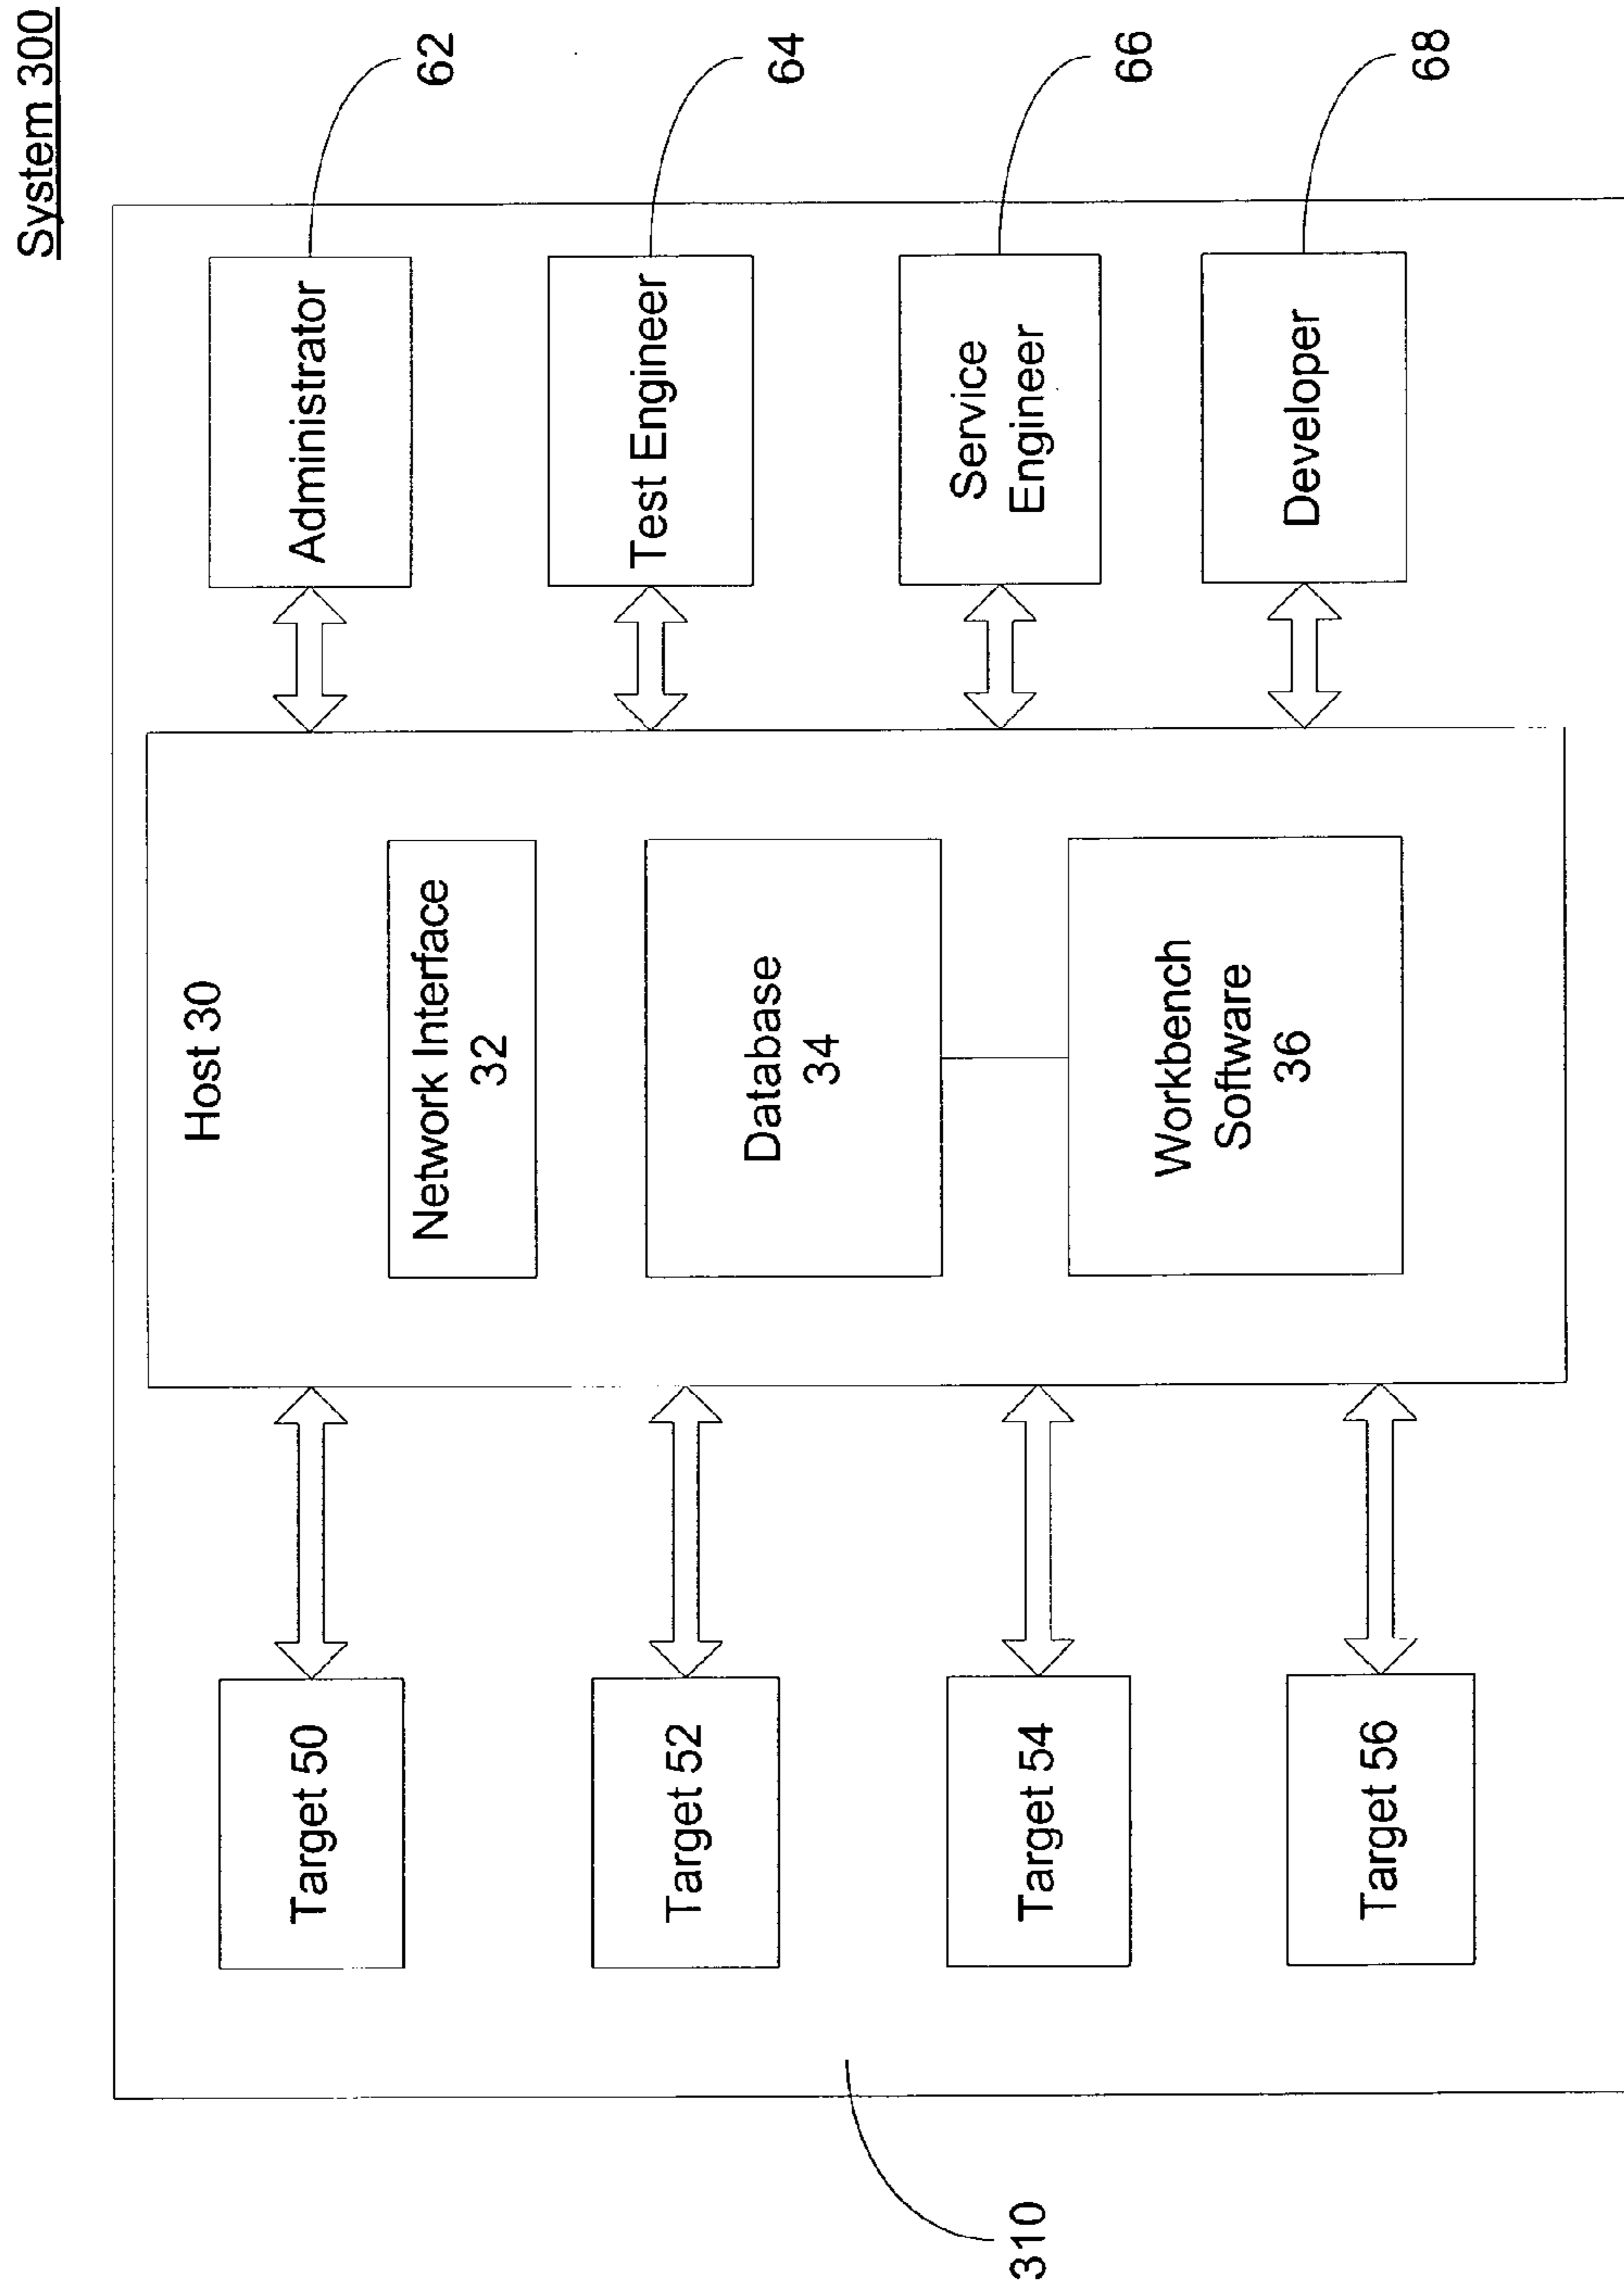 System 300
Target 50
Target 52
Target 54
Target 56
310
Host 30
Network Interface
32
Database
34
Workbench
Software
36
Administrator
Test Engineer
Service
Engineer
Developer
62
64
66
68